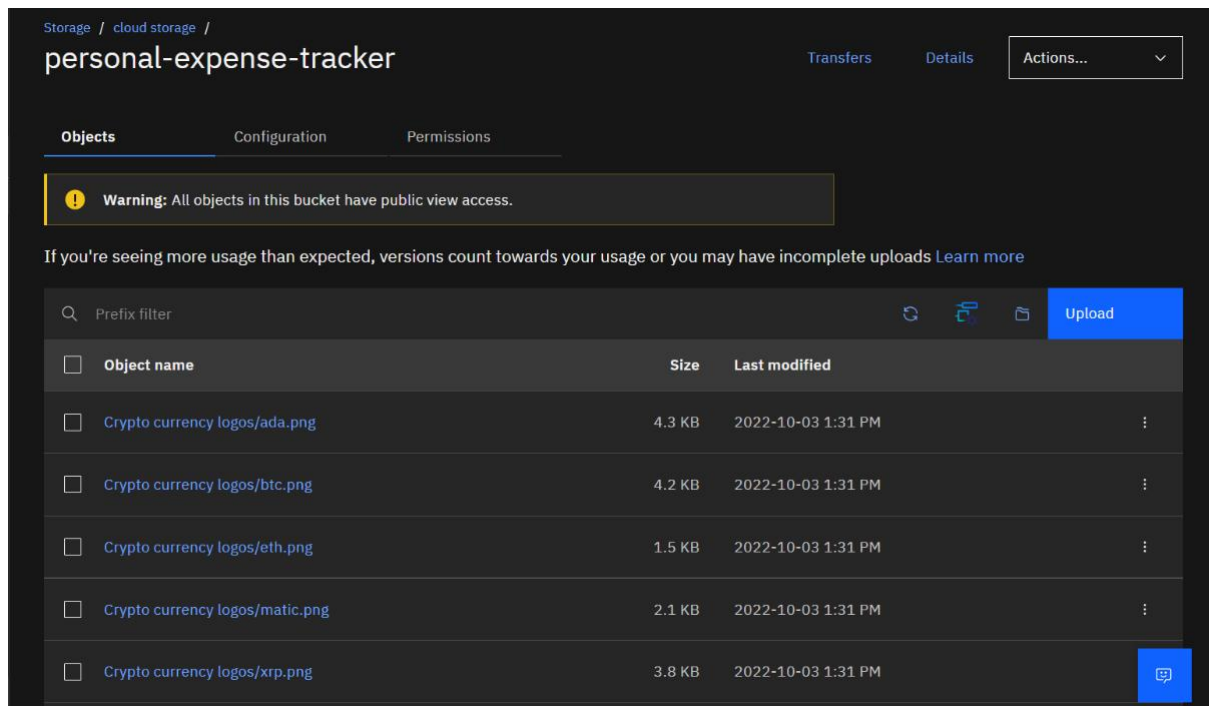 Storage / cloud storage /
personal-expense-tracker
Transfers Details Actions...
Objects Configuration Permissions
Warning: All objects in this bucket have public view access.
If you're seeing more usage than expected, versions count towards your usage or you may have incomplete uploads Learn more
Prefix filter Upload
Object name Size Last modified
Crypto currency logos/ada.png 4.3 KB 2022-10-03 1:31 PM
Crypto currency logos/btc.png 4.2 KB 2022-10-03 1:31 PM
Crypto currency logos/eth.png 1.5 KB 2022-10-03 1:31 PM
Crypto currency logos/matic.png 2.1 KB 2022-10-03 1:31 PM
Crypto currency logos/xrp.png 3.8 KB 2022-10-03 1:31 PM